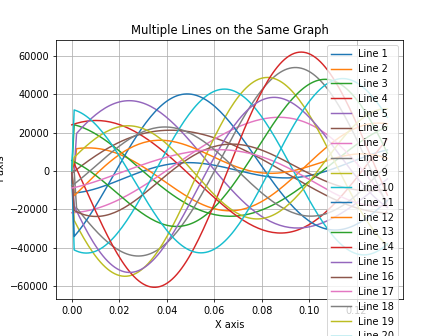 Multiple Lines on the Same Graph
60000
40000
20000
0
−20000
−40000
−60000
0.00
0.02
0.04
0.06
0.08
0.10
X axis
Line 1
Line 2
Line 3
Line 4
Line 5
Line 6
Line 7
Line 8
Line 9
Line 10
Line 11
Line 12
Line 13
Line 14
Line 15
Line 16
Line 17
Line 18
Line 19
Line 20